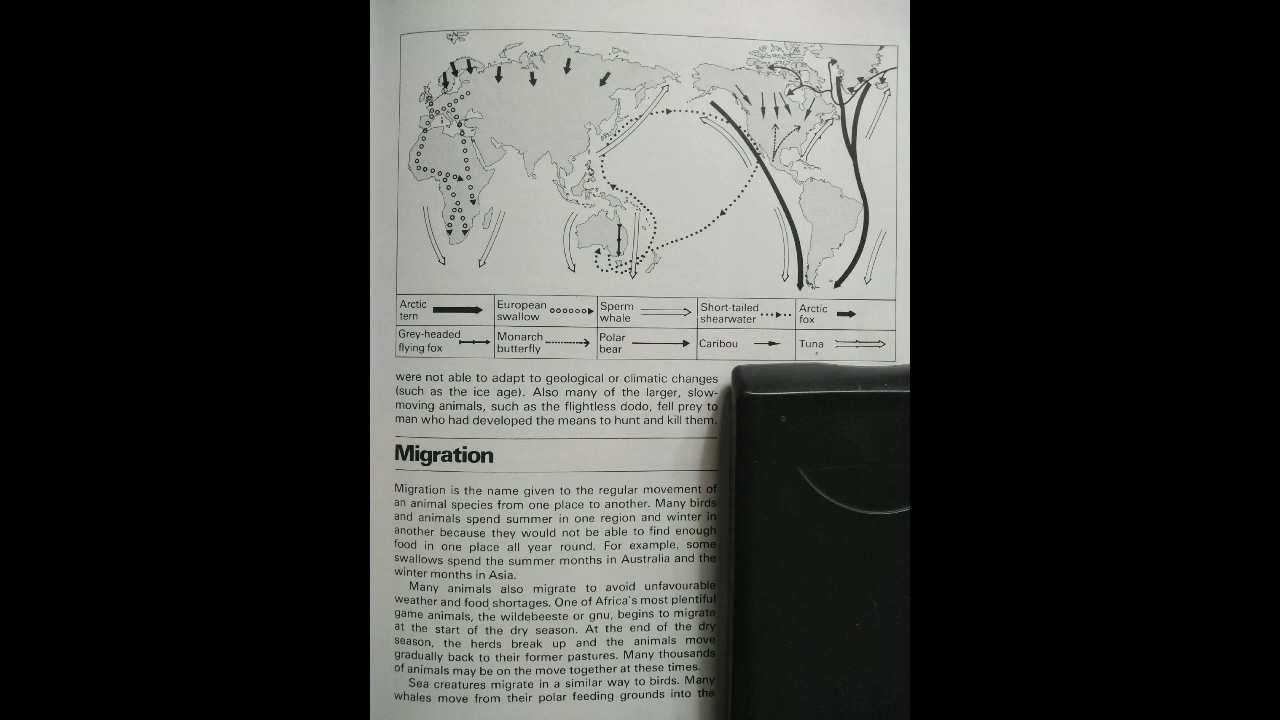 Arctic tern
European swallow
Sperm whale
Short-tailed shearwater
Arctic fox
Grey-headed flying fox
Monarch butterfly
Polar bear
Caribou
Tuna
were not able to adapt to geological or climatic changes
(such as the ice age). Also many of the larger, slow-
moving animals, such as the flightless dodo, fell prey to
man who had developed the means to hunt and kill them.
Migration
Migration is the name given to the regular movement of
an animal species from one place to another. Many birds
and animals spend summer in one region and winter in
another because they would not be able to find enough
food in one place all year round. For example, some
swallows spend the summer months in Australia and the
winter months in Asia.
Many animals also migrate to avoid unfavourable
weather and food shortages. One of Africa's most plentiful
game animals, the wildebeeste or gnu, begins to migrate
at the start of the dry season. At the end of the dry
season, the herds break up and the animals move
gradually back to their former pastures. Many thousands
of animals may be on the move together at these times.
Sea creatures migrate in a similar way to birds. Many
whales move from their polar feeding grounds into the